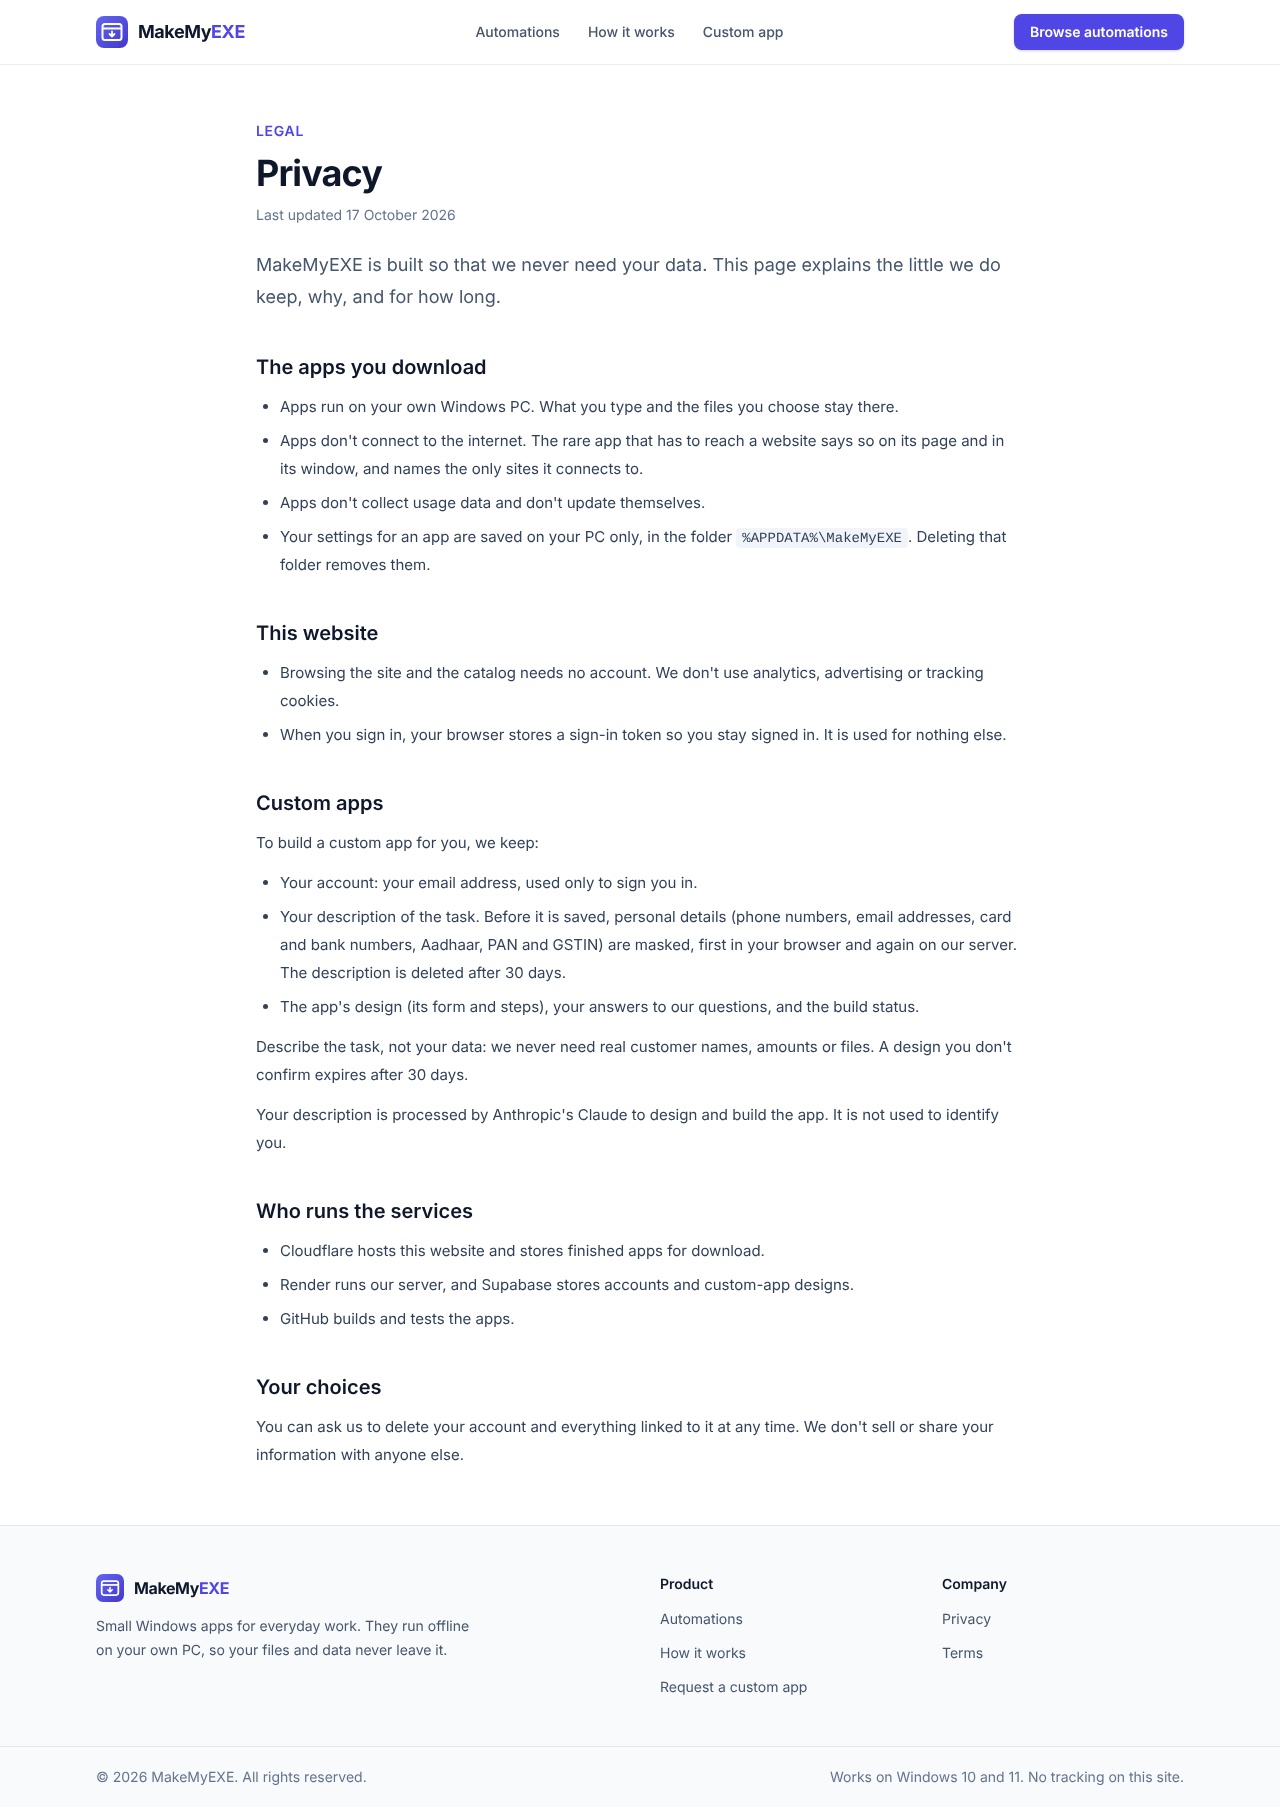 MakeMyEXE
Automations
How it works
Custom app
Browse automations
LEGAL
Privacy
Last updated 17 October 2026
MakeMyEXE is built so that we never need your data. This page explains the little we do
keep, why, and for how long.
The apps you download
• Apps run on your own Windows PC. What you type and the files you choose stay there.
• Apps don't connect to the internet. The rare app that has to reach a website says so on its page and in
its window, and names the only sites it connects to.
• Apps don't collect usage data and don't update themselves.
• Your settings for an app are saved on your PC only, in the folder %APPDATA%\MakeMyEXE. Deleting that
folder removes them.
This website
• Browsing the site and the catalog needs no account. We don't use analytics, advertising or tracking
cookies.
• When you sign in, your browser stores a sign-in token so you stay signed in. It is used for nothing else.
Custom apps
To build a custom app for you, we keep:
• Your account: your email address, used only to sign you in.
• Your description of the task. Before it is saved, personal details (phone numbers, email addresses, card
and bank numbers, Aadhaar, PAN and GSTIN) are masked, first in your browser and again on our server.
The description is deleted after 30 days.
• The app's design (its form and steps), your answers to our questions, and the build status.
Describe the task, not your data: we never need real customer names, amounts or files. A design you don't
confirm expires after 30 days.
Your description is processed by Anthropic's Claude to design and build the app. It is not used to identify
you.
Who runs the services
• Cloudflare hosts this website and stores finished apps for download.
• Render runs our server, and Supabase stores accounts and custom-app designs.
• GitHub builds and tests the apps.
Your choices
You can ask us to delete your account and everything linked to it at any time. We don't sell or share your
information with anyone else.
MakeMyEXE
Small Windows apps for everyday work. They run offline
on your own PC, so your files and data never leave it.
Product
Automations
How it works
Request a custom app
Company
Privacy
Terms
© 2026 MakeMyEXE. All rights reserved.
Works on Windows 10 and 11. No tracking on this site.